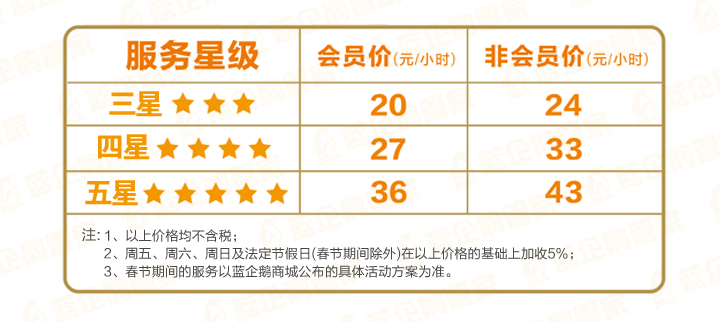 服务星级 会员价(元/小时) 非会员价(元/小时)
三星 ★★★ 20 24
四星 ★★★★ 27 33
五星 ★★★★★ 36 43
注: 1、以上价格均不含税；
2、周五、周六、周日及法定节假日(春节期间除外)在以上价格的基础上加收5%；
3、春节期间的服务以蓝企鹅商城公布的具体活动方案为准。